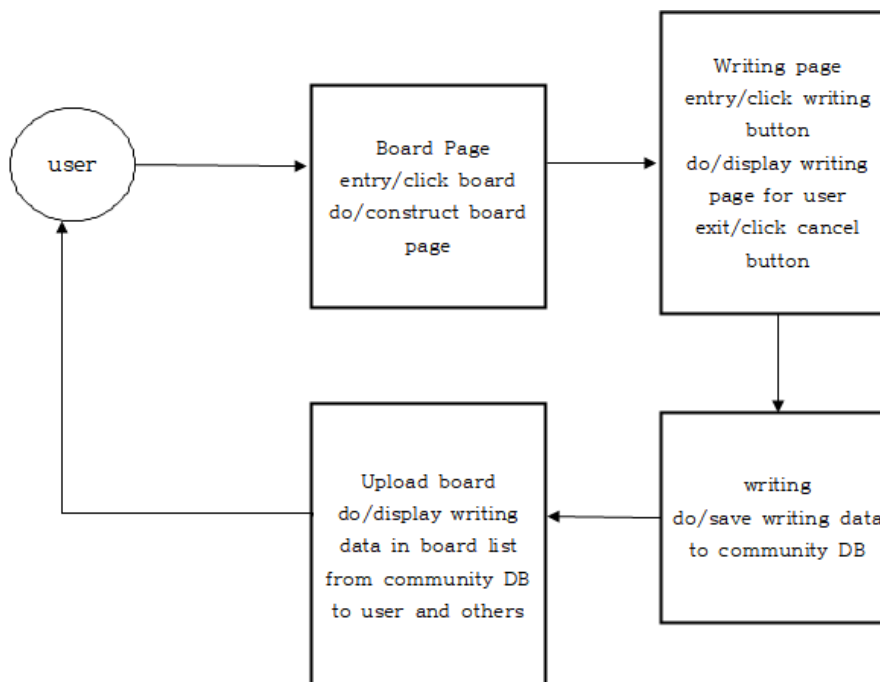 user
Board Page
entry/click board
do/construct board
page
Writing page
entry/click writing
button
do/display writing
page for user
exit/click cancel
button
writing
do/save writing data
to community DB
Upload board
do/display writing
data in board list
from community DB
to user and others